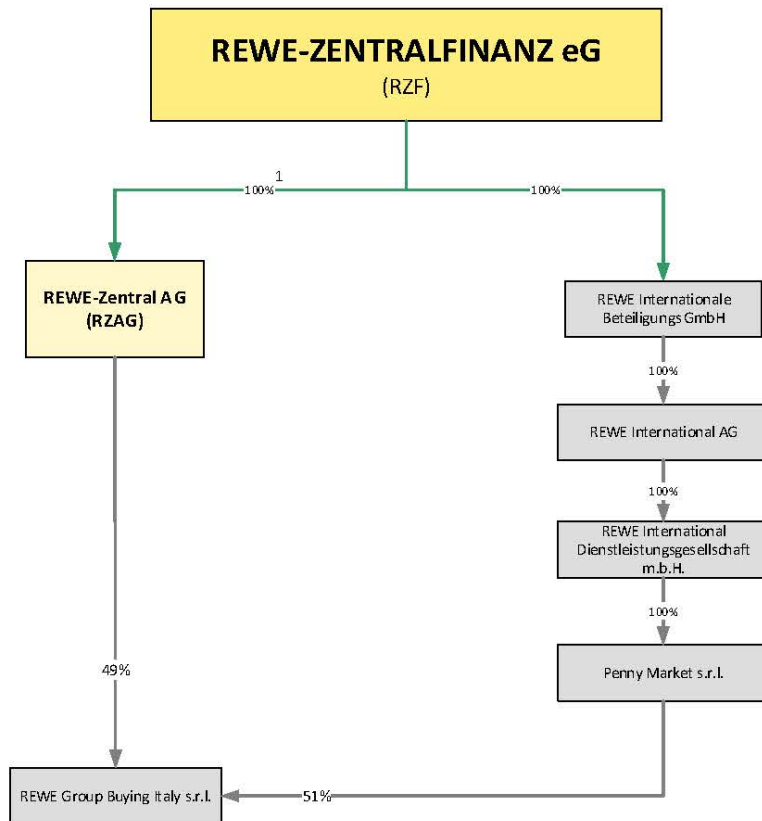 REWE-ZENTRALFINANZ eG
(RZF)
1
100%
100%
REWE-Zentral AG
(RZAG)
REWE Internationale
Beteiligungs GmbH
100%
REWE International AG
100%
REWE International
Dienstleistungsgesellschaft
m.b.H.
100%
49%
Penny Market s.r.l.
REWE Group Buying Italy s.r.l.
51%